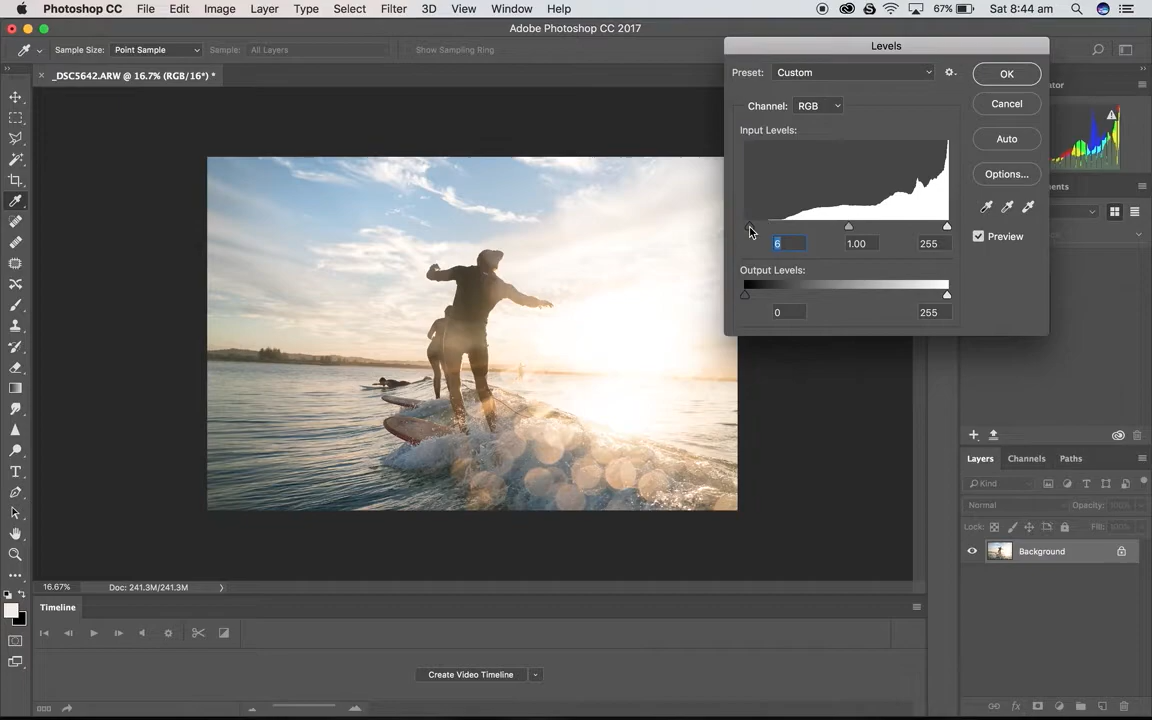 Photoshop CC File Edit Image Layer Type Select Filter 3D View Window Help 67% Sat 8:44 am
Adobe Photoshop CC 2017
Sample Size: Point Sample Sample: All Layers Show Sampling Ring
_DSC5642.ARW @ 16.7% (RGB/16*) *
Levels
Preset: Custom
OK
Channel: RGB
Cancel
Input Levels:
Auto
Options...
Preview
6 1.00 255
Output Levels:
0 255
Layers Channels Paths
Kind
Normal Opacity: 100%
Lock: Fill: 100%
Background
16.67% Doc: 241.3M/241.3M
Timeline
Create Video Timeline